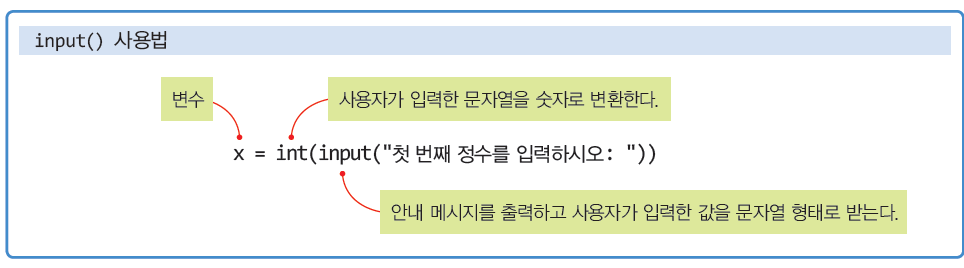 input() 사용법
변수
사용자가 입력한 문자열을 숫자로 변환한다.
x = int(input("첫 번째 정수를 입력하시오: "))
안내 메시지를 출력하고 사용자가 입력한 값을 문자열 형태로 받는다.